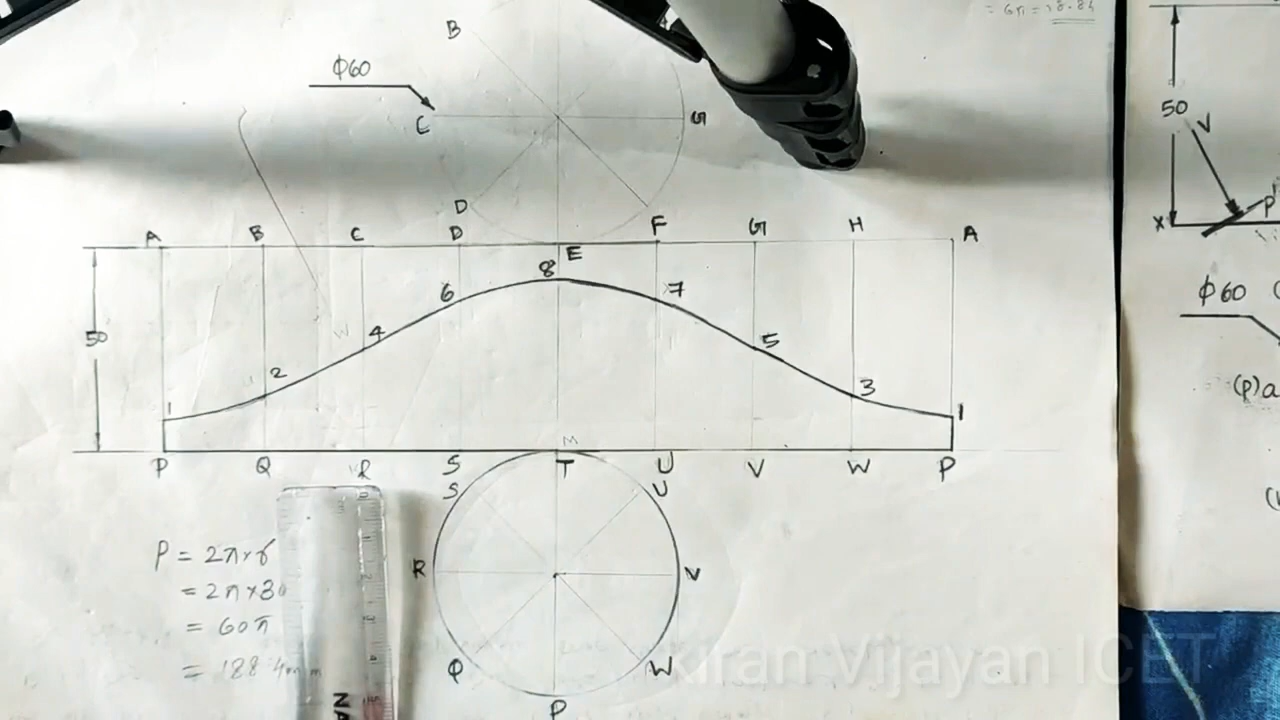 = 6π = 18.84
B
φ60
C
G
50
V
D
X
P'
A B C D F G H A
E
8
6
7
φ60 (
50
4
5
2
3
(P)a
1
1
M
P Q R S T U V W P
S
U
P = 2π×r
R
V
= 2π×30
= 60π
= 188.4mm
Q
W
kiran Vijayan ICET
P